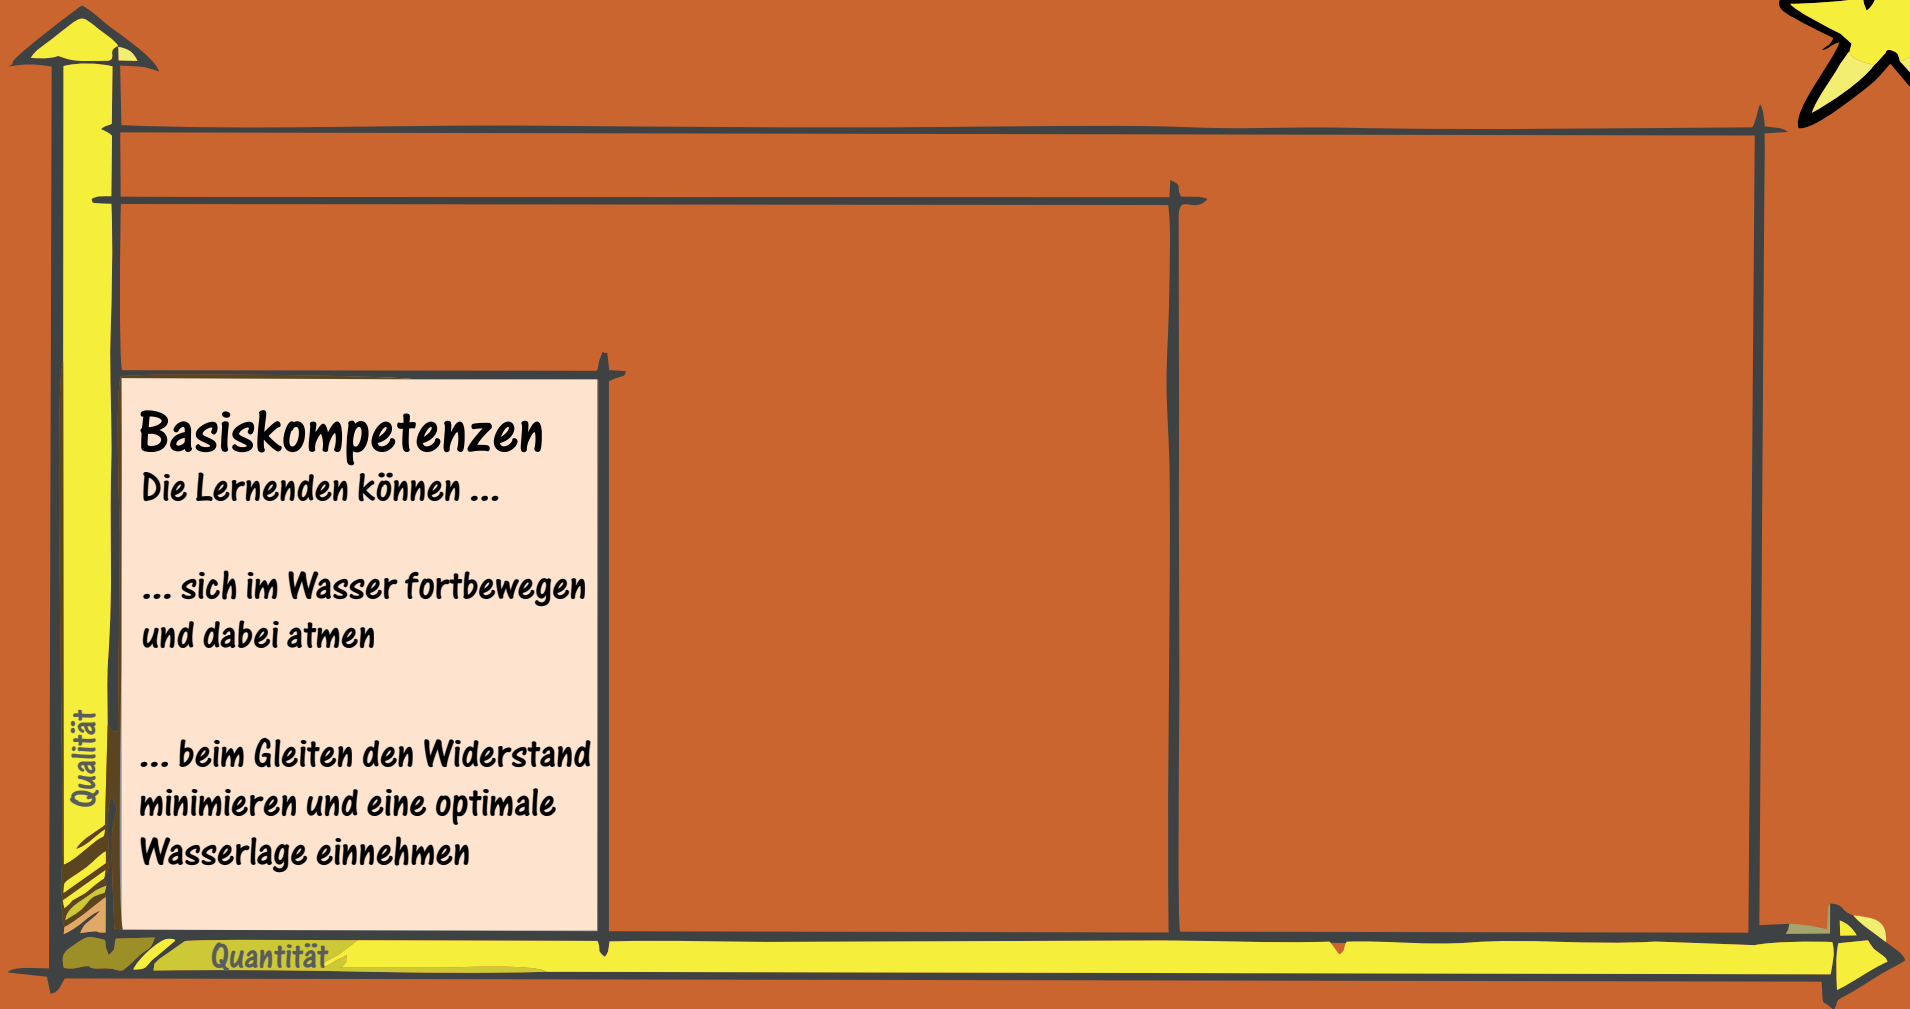 Basiskompetenzen
Die Lernenden können ...
... sich im Wasser fortbewegen
und dabei atmen
... beim Gleiten den Widerstand
minimieren und eine optimale
Wasserlage einnehmen
Qualität
Quantität